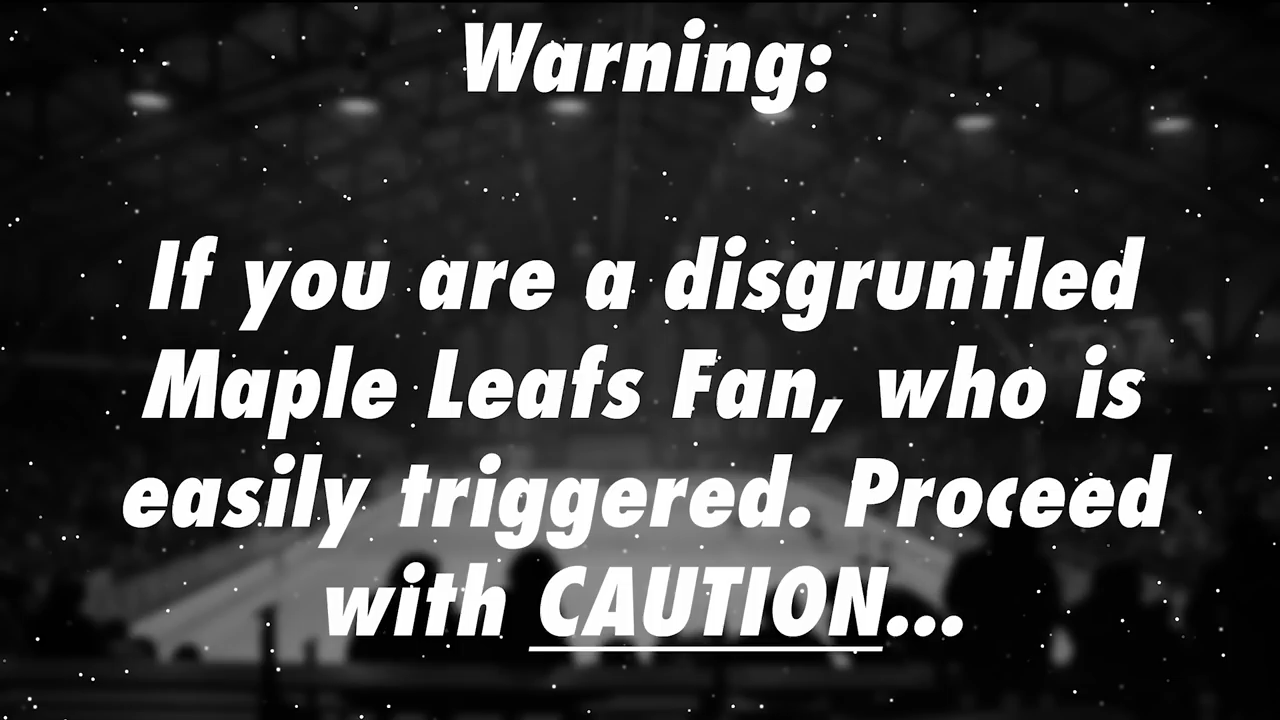 Warning:
If you are a disgruntled
Maple Leafs Fan, who is
easily triggered. Proceed
with CAUTION...